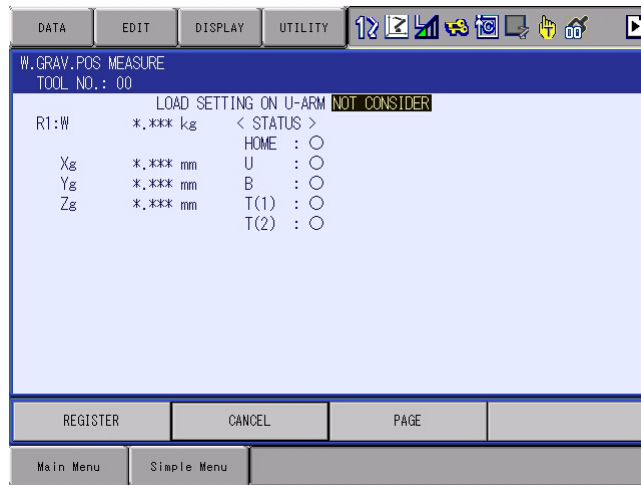 DATA EDIT DISPLAY UTILITY
W.GRAV.POS MEASURE
TOOL NO.: 00
LOAD SETTING ON U-ARM NOT CONSIDER
R1:W *.*** kg < STATUS >
HOME : ○
Xg *.*** mm U : ○
Yg *.*** mm B : ○
Zg *.*** mm T(1) : ○
T(2) : ○
REGISTER CANCEL PAGE
Main Menu Simple Menu